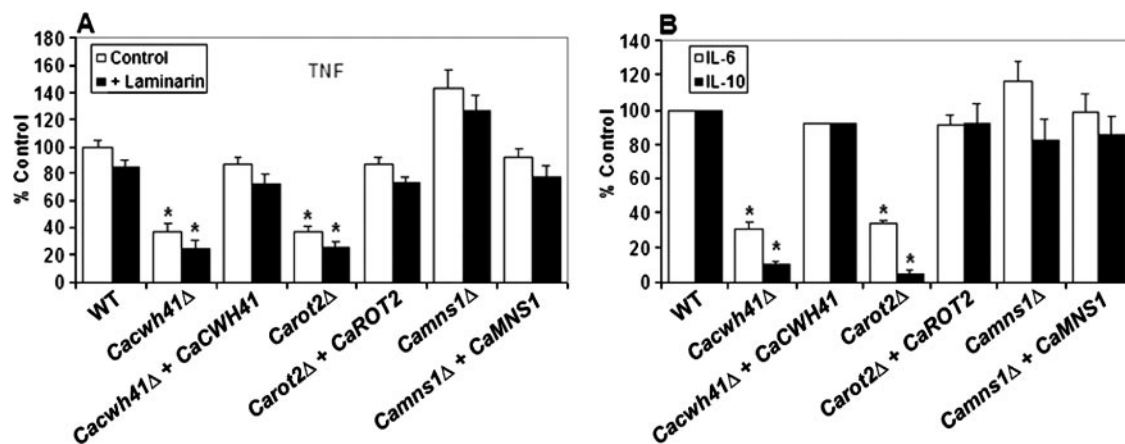 A
% Control
180
160
140
120
100
80
60
40
20
0
Control
+ Laminarin
TNF
* * * *
WT
Cacwh41Δ
Cacwh41Δ + CaCWH41
Carot2Δ
Carot2Δ + CaROT2
Camns1Δ
Camns1Δ + CaMNS1
B
% Control
140
120
100
80
60
40
20
0
IL-6
IL-10
* * * *
WT
Cacwh41Δ
Cacwh41Δ + CaCWH41
Carot2Δ
Carot2Δ + CaROT2
Camns1Δ
Camns1Δ + CaMNS1